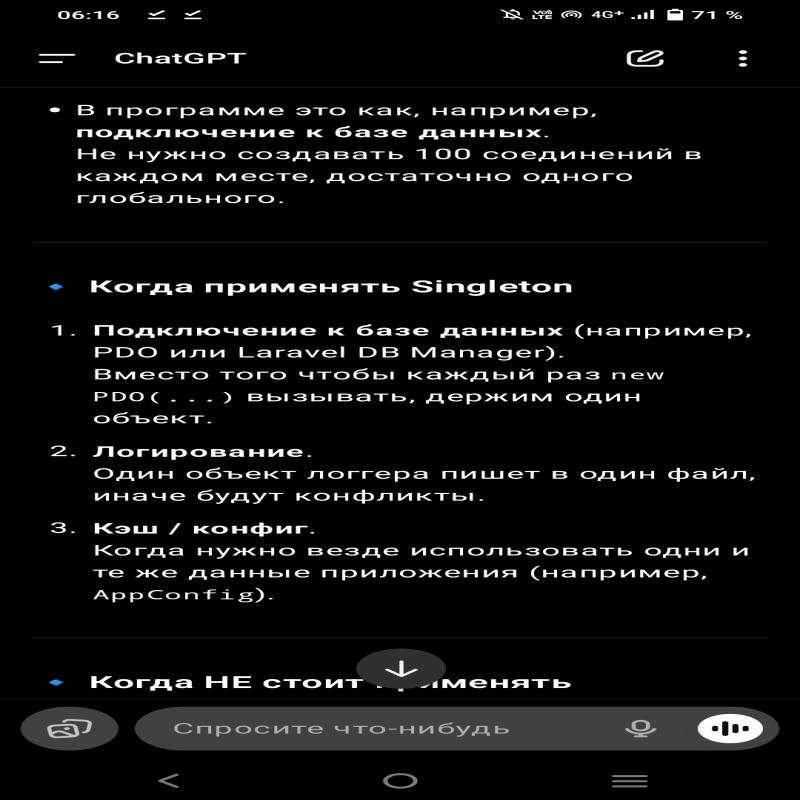 06:16 VoB LTE 4G+ 71 %
ChatGPT
• В программе это как, например,
подключение к базе данных.
Не нужно создавать 100 соединений в
каждом месте, достаточно одного
глобального.
Когда применять Singleton
1. Подключение к базе данных (например,
PDO или Laravel DB Manager).
Вместо того чтобы каждый раз new
PDO(...) вызывать, держим один
объект.
2. Логирование.
Один объект логгера пишет в один файл,
иначе будут конфликты.
3. Кэш / конфиг.
Когда нужно везде использовать одни и
те же данные приложения (например,
AppConfig).
Когда НЕ стоит применять
Спросите что-нибудь